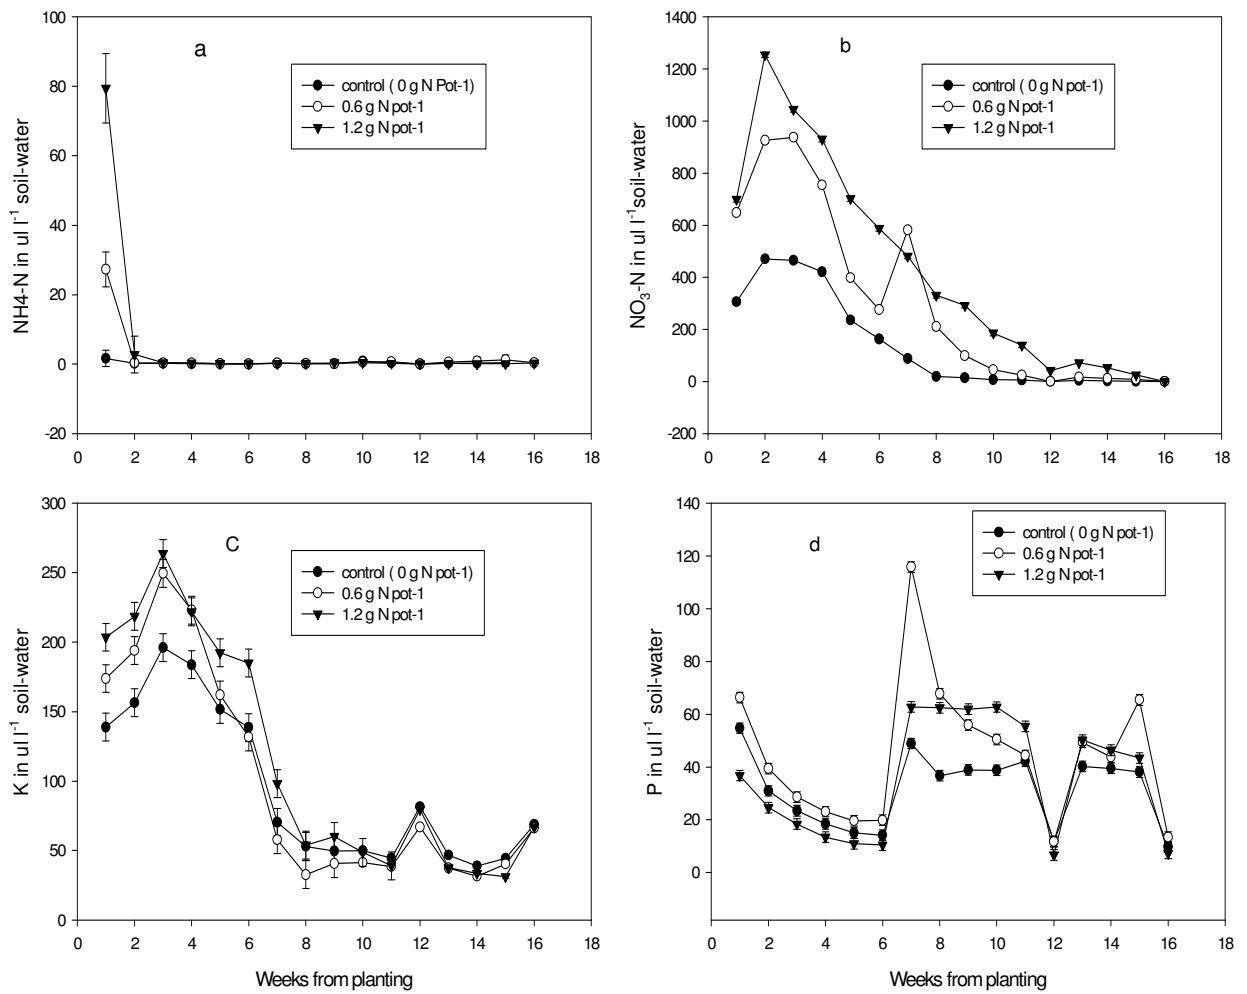 a
control ( 0 g N Pot-1)
0.6 g N pot-1
1.2 g N pot-1
NH4-N in ul l⁻¹ soil-water
100
80
60
40
20
0
-20
0 2 4 6 8 10 12 14 16 18
b
control ( 0 g N pot-1)
0.6 g N pot-1
1.2 g N pot-1
NO₃-N in ul l⁻¹soil-water
1400
1200
1000
800
600
400
200
0
-200
0 2 4 6 8 10 12 14 16 18
C
control ( 0 g N pot-1)
0.6 g N pot-1
1.2 g N pot-1
K in ul l⁻¹ soil-water
300
250
200
150
100
50
0
0 2 4 6 8 10 12 14 16 18
Weeks from planting
d
control ( 0 g N pot-1)
0.6 g N pot-1
1.2 g N pot-1
P in ul l⁻¹ soil-water
140
120
100
80
60
40
20
0
0 2 4 6 8 10 12 14 16 18
Weeks from planting